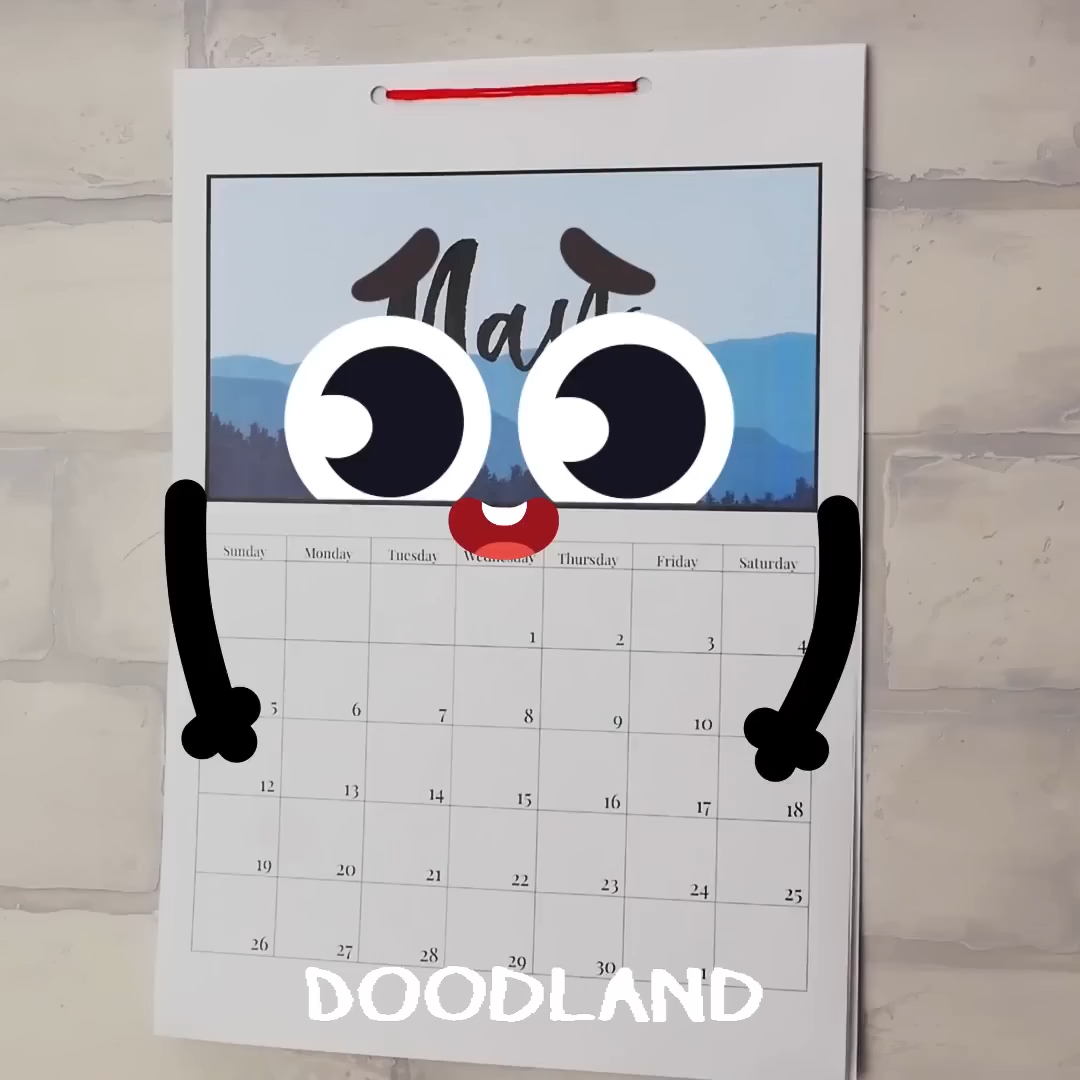 May
Sunday Monday Tuesday Wednesday Thursday Friday Saturday
1 2 3 4
5 6 7 8 9 10
12 13 14 15 16 17 18
19 20 21 22 23 24 25
26 27 28 29 30
DOODLAND